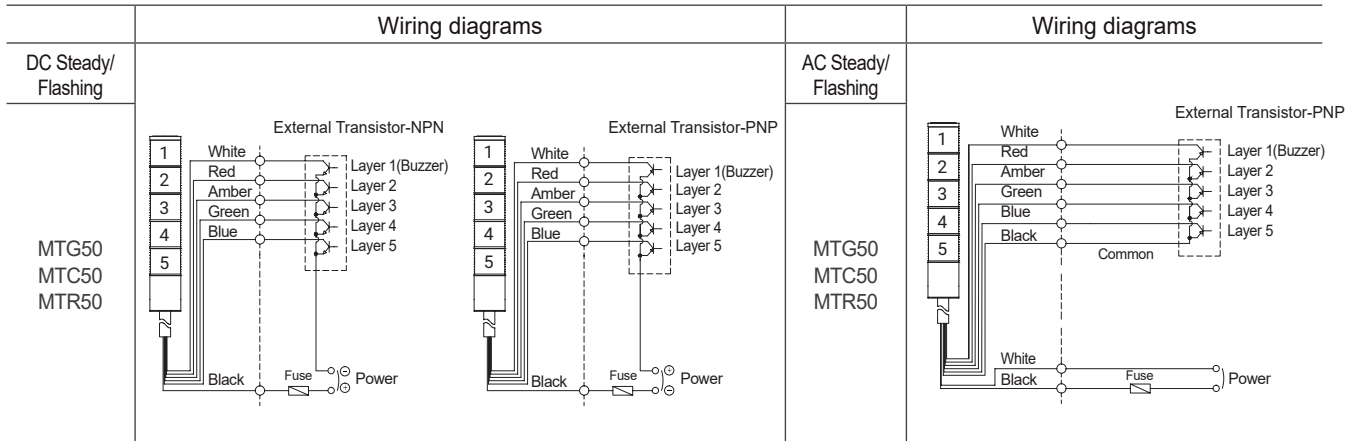 Wiring diagrams
Wiring diagrams
DC Steady/
Flashing
MTG50
MTC50
MTR50
External Transistor-NPN
1
2
3
4
5
White
Red
Amber
Green
Blue
Layer 1(Buzzer)
Layer 2
Layer 3
Layer 4
Layer 5
Black
Fuse
⊖
⊕
Power
External Transistor-PNP
1
2
3
4
5
White
Red
Amber
Green
Blue
Layer 1(Buzzer)
Layer 2
Layer 3
Layer 4
Layer 5
Black
Fuse
⊕
⊖
Power
AC Steady/
Flashing
MTG50
MTC50
MTR50
External Transistor-PNP
1
2
3
4
5
White
Red
Amber
Green
Blue
Black
Common
Layer 1(Buzzer)
Layer 2
Layer 3
Layer 4
Layer 5
White
Black
Fuse
Power